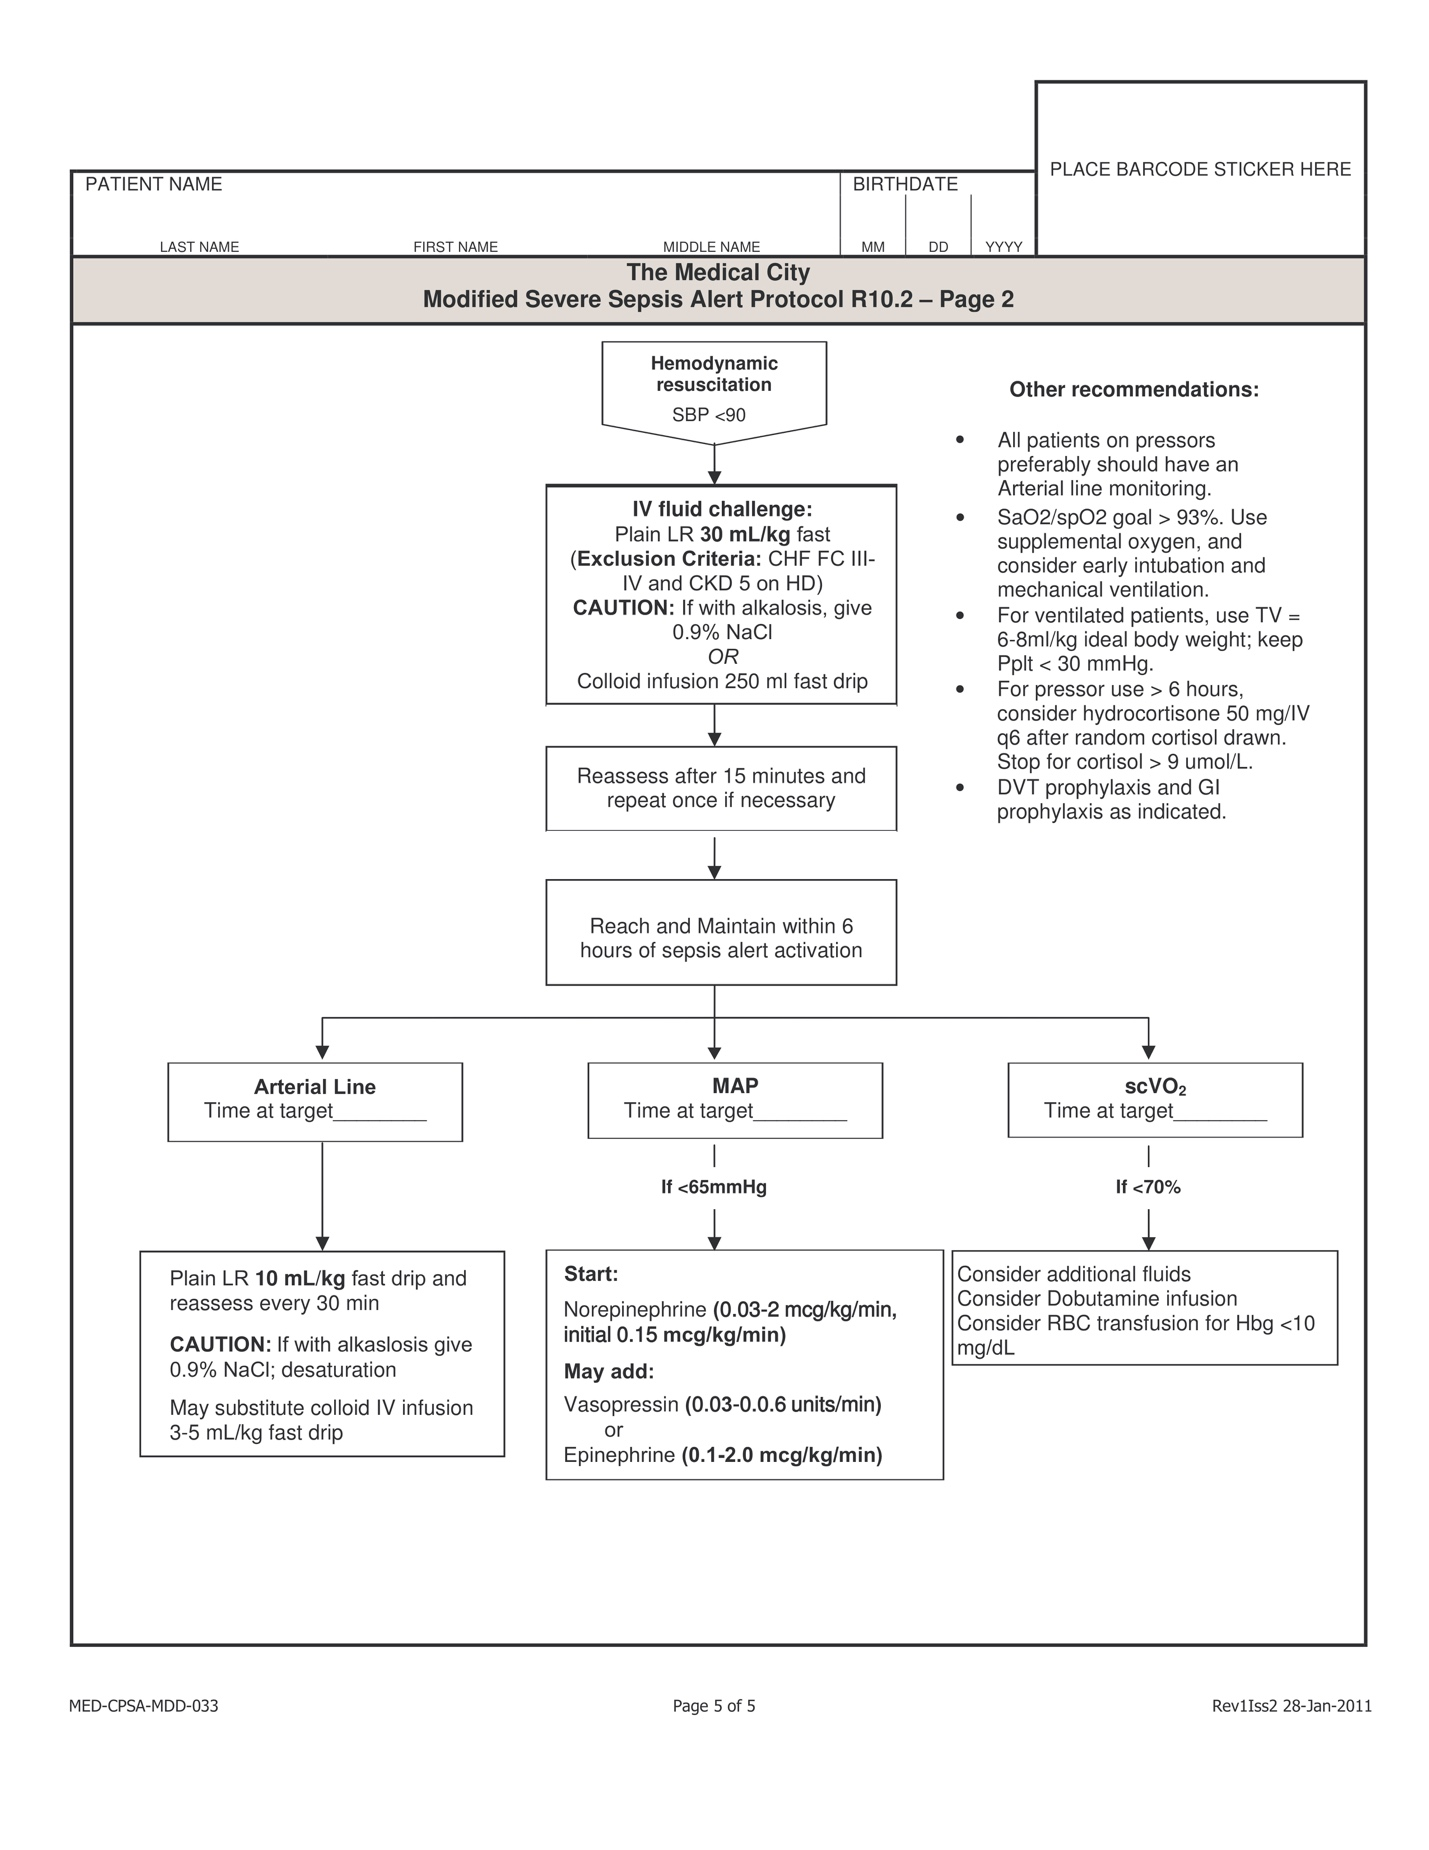 PLACE BARCODE STICKER HERE
PATIENT NAME
BIRTHDATE
LAST NAME FIRST NAME MIDDLE NAME MM DD YYYY
The Medical City
Modified Severe Sepsis Alert Protocol R10.2 – Page 2
Hemodynamic
resuscitation
SBP <90
IV fluid challenge:
Plain LR 30 mL/kg fast
(Exclusion Criteria: CHF FC III-
IV and CKD 5 on HD)
CAUTION: If with alkalosis, give
0.9% NaCl
OR
Colloid infusion 250 ml fast drip
Reassess after 15 minutes and
repeat once if necessary
Reach and Maintain within 6
hours of sepsis alert activation
Other recommendations:
• All patients on pressors
preferably should have an
Arterial line monitoring.
• SaO2/spO2 goal > 93%. Use
supplemental oxygen, and
consider early intubation and
mechanical ventilation.
• For ventilated patients, use TV =
6-8ml/kg ideal body weight; keep
Pplt < 30 mmHg.
• For pressor use > 6 hours,
consider hydrocortisone 50 mg/IV
q6 after random cortisol drawn.
Stop for cortisol > 9 umol/L.
• DVT prophylaxis and GI
prophylaxis as indicated.
Arterial Line
Time at target________
Plain LR 10 mL/kg fast drip and
reassess every 30 min
CAUTION: If with alkaslosis give
0.9% NaCl; desaturation
May substitute colloid IV infusion
3-5 mL/kg fast drip
MAP
Time at target________
If <65mmHg
Start:
Norepinephrine (0.03-2 mcg/kg/min,
initial 0.15 mcg/kg/min)
May add:
Vasopressin (0.03-0.0.6 units/min)
or
Epinephrine (0.1-2.0 mcg/kg/min)
scVO₂
Time at target________
If <70%
Consider additional fluids
Consider Dobutamine infusion
Consider RBC transfusion for Hbg <10
mg/dL
MED-CPSA-MDD-033
Page 5 of 5
Rev1Iss2 28-Jan-2011